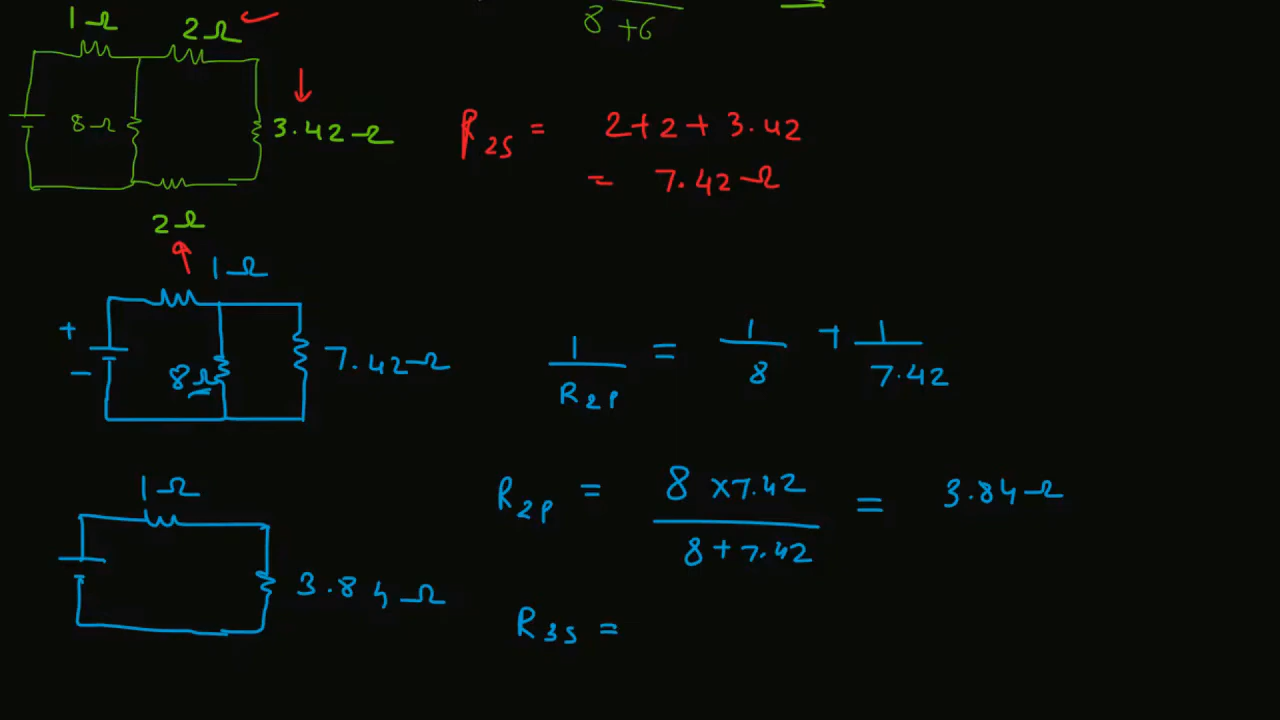 8 + 6
1Ω
2Ω
8Ω
3.42Ω
2Ω
R2S = 2 + 2 + 3.42
= 7.42Ω
1Ω
+
-
8Ω
7.42Ω
1/R2P = 1/8 + 1/7.42
1Ω
3.84Ω
R2P = 8 × 7.42 / 8 + 7.42 = 3.84Ω
R3S =